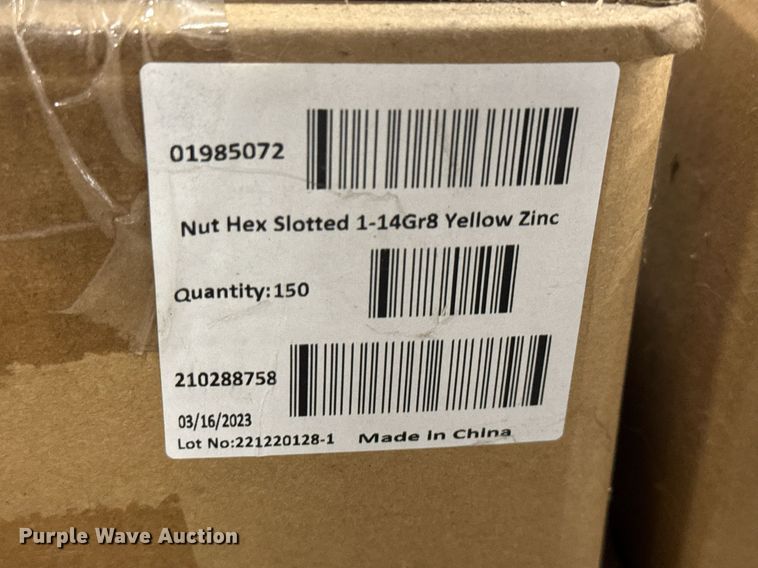 01985072
Nut Hex Slotted 1-14Gr8 Yellow Zinc
Quantity:150
210288758
03/16/2023
Lot No:221220128-1 Made in China
Purple Wave Auction